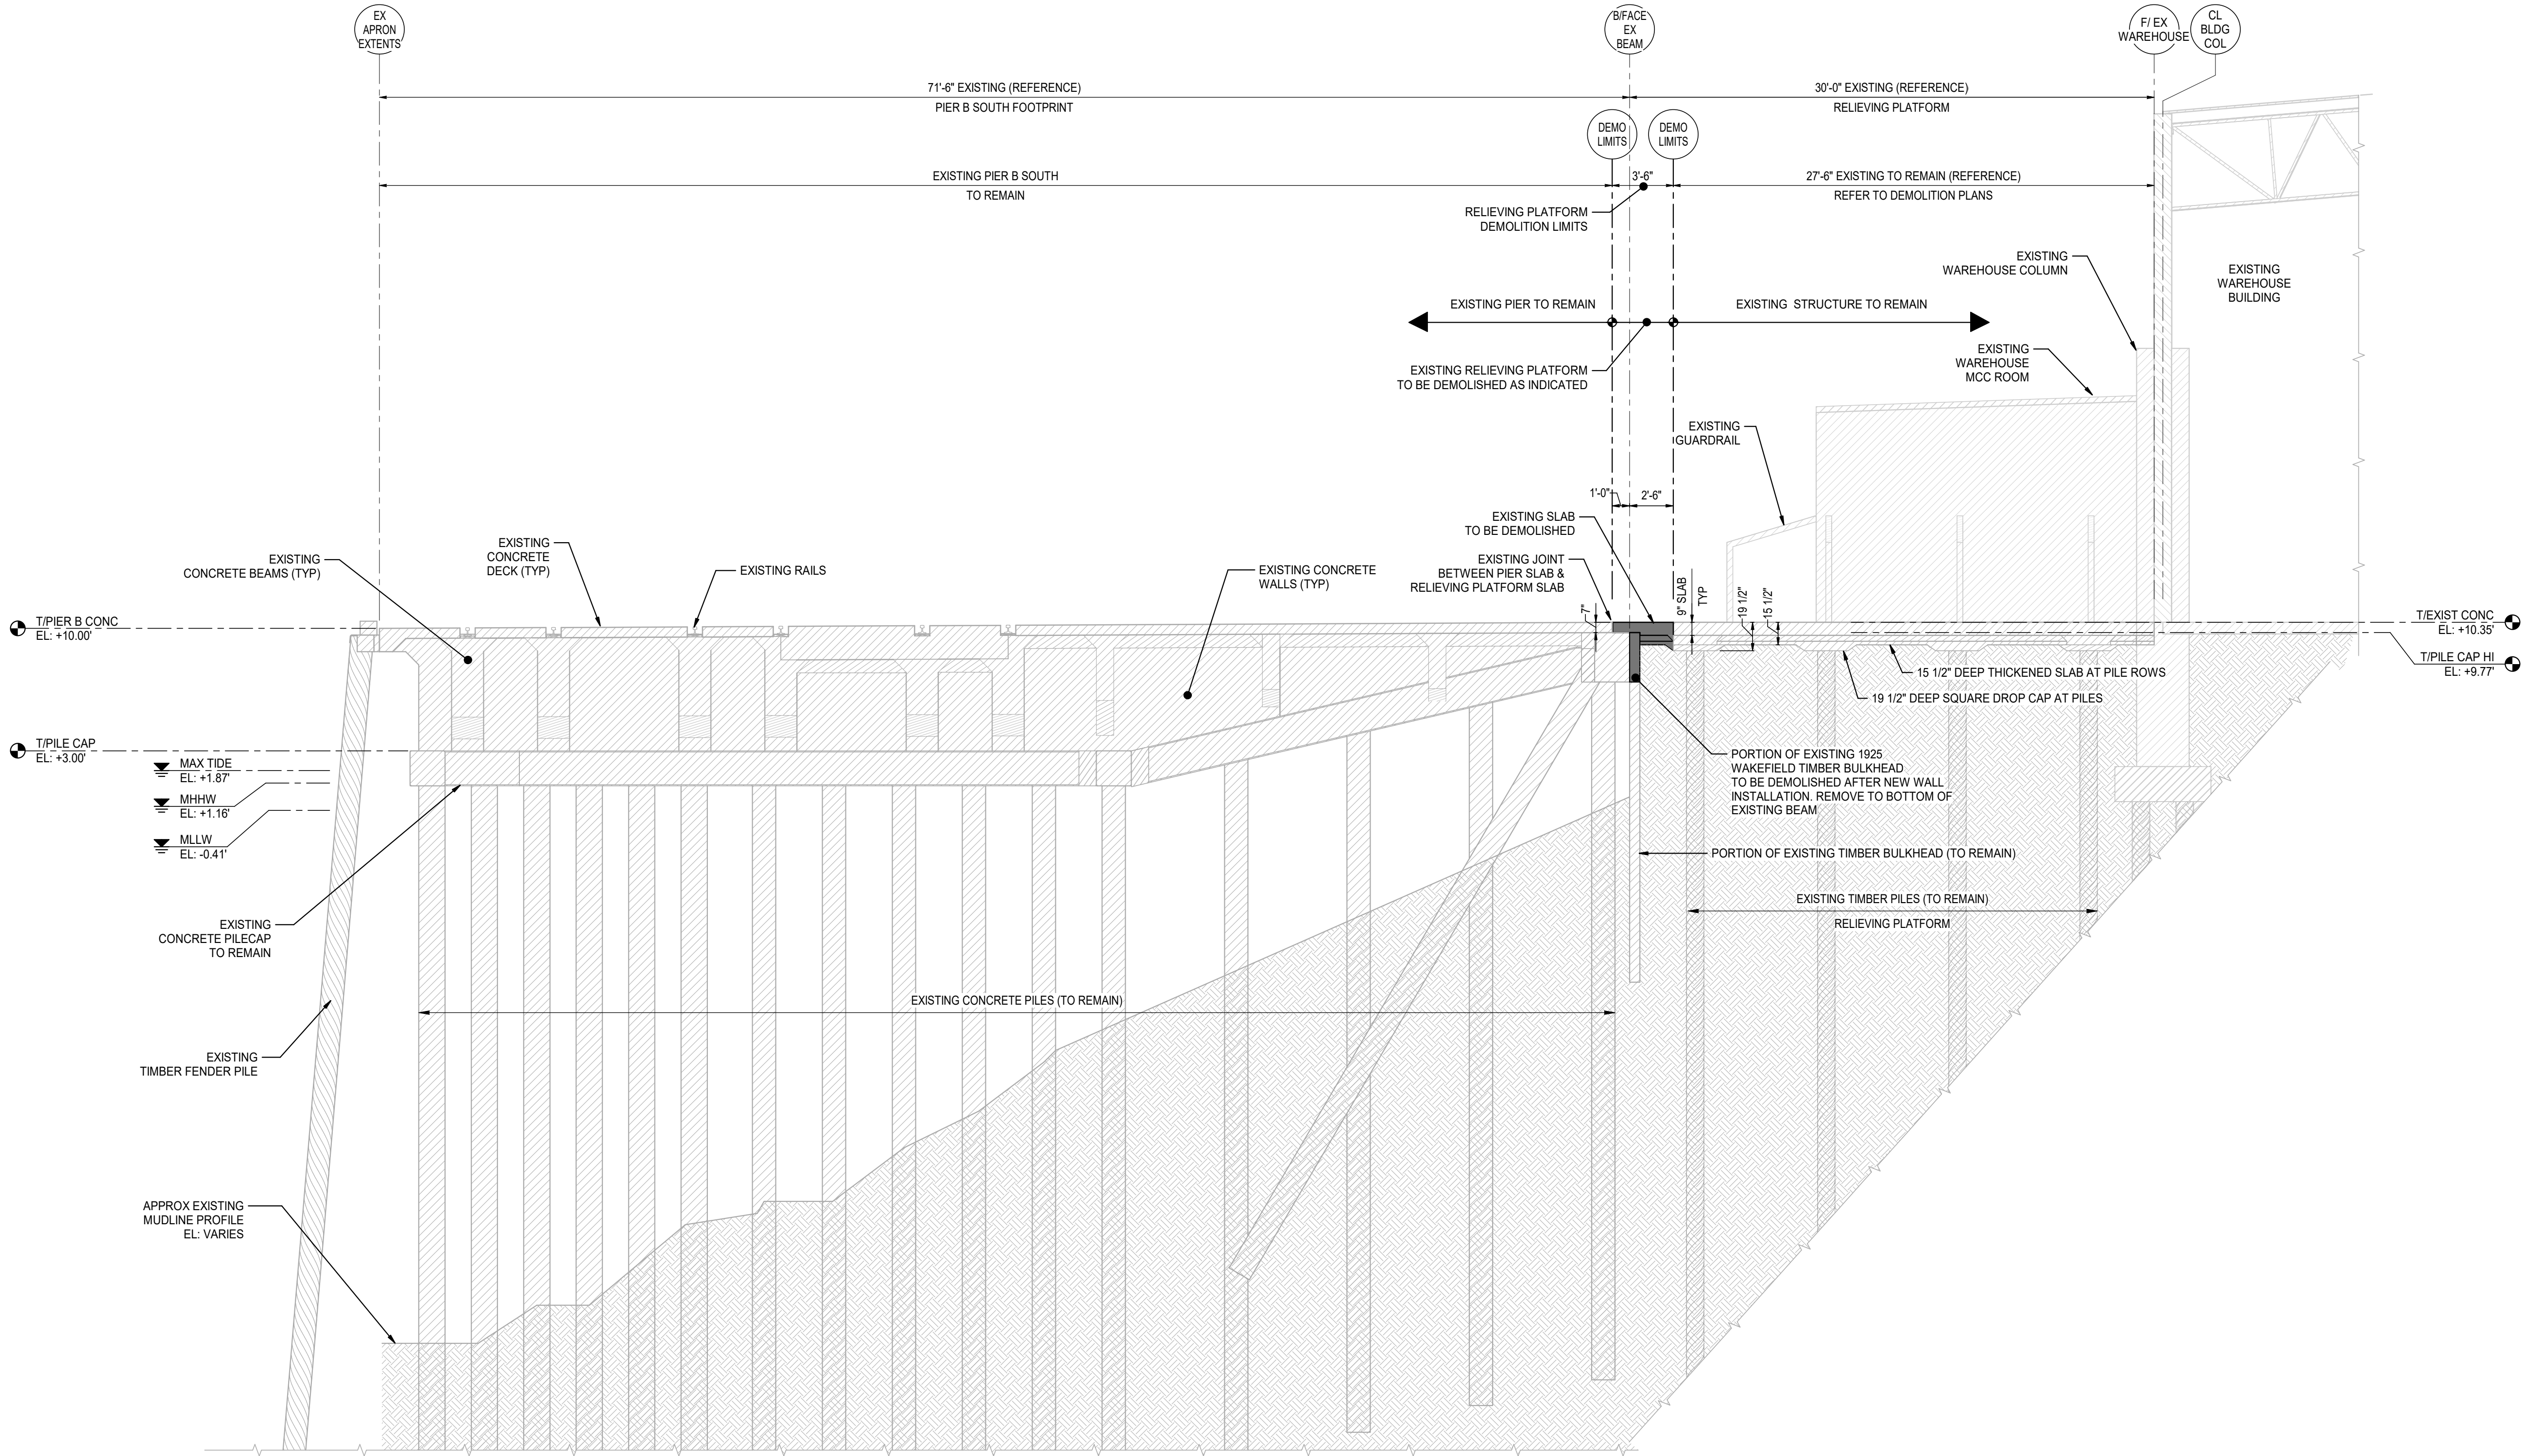 EX
APRON
EXTENTS
B/FACE
EX
BEAM
F/ EX
WAREHOUSE
CL
BLDG
COL
71'-6" EXISTING (REFERENCE)
PIER B SOUTH FOOTPRINT
30'-0" EXISTING (REFERENCE)
RELIEVING PLATFORM
DEMO
LIMITS
DEMO
LIMITS
EXISTING PIER B SOUTH
TO REMAIN
3'-6"
27'-6" EXISTING TO REMAIN (REFERENCE)
REFER TO DEMOLITION PLANS
RELIEVING PLATFORM
DEMOLITION LIMITS
EXISTING
WAREHOUSE COLUMN
EXISTING
WAREHOUSE
BUILDING
EXISTING PIER TO REMAIN
EXISTING STRUCTURE TO REMAIN
EXISTING RELIEVING PLATFORM
TO BE DEMOLISHED AS INDICATED
EXISTING
WAREHOUSE
MCC ROOM
EXISTING
GUARDRAIL
1'-0"
2'-6"
EXISTING SLAB
TO BE DEMOLISHED
EXISTING JOINT
BETWEEN PIER SLAB &
RELIEVING PLATFORM SLAB
EXISTING
CONCRETE BEAMS (TYP)
EXISTING
CONCRETE
DECK (TYP)
EXISTING RAILS
EXISTING CONCRETE
WALLS (TYP)
7"
9" SLAB
TYP
19 1/2"
15 1/2"
T/PIER B CONC
EL: +10.00'
T/EXIST CONC
EL: +10.35'
T/PILE CAP HI
EL: +9.77'
15 1/2" DEEP THICKENED SLAB AT PILE ROWS
19 1/2" DEEP SQUARE DROP CAP AT PILES
T/PILE CAP
EL: +3.00'
MAX TIDE
EL: +1.87'
MHHW
EL: +1.16'
MLLW
EL: -0.41'
PORTION OF EXISTING 1925
WAKEFIELD TIMBER BULKHEAD
TO BE DEMOLISHED AFTER NEW WALL
INSTALLATION. REMOVE TO BOTTOM OF
EXISTING BEAM
PORTION OF EXISTING TIMBER BULKHEAD (TO REMAIN)
EXISTING TIMBER PILES (TO REMAIN)
RELIEVING PLATFORM
EXISTING
CONCRETE PILECAP
TO REMAIN
EXISTING CONCRETE PILES (TO REMAIN)
EXISTING
TIMBER FENDER PILE
APPROX EXISTING
MUDLINE PROFILE
EL: VARIES